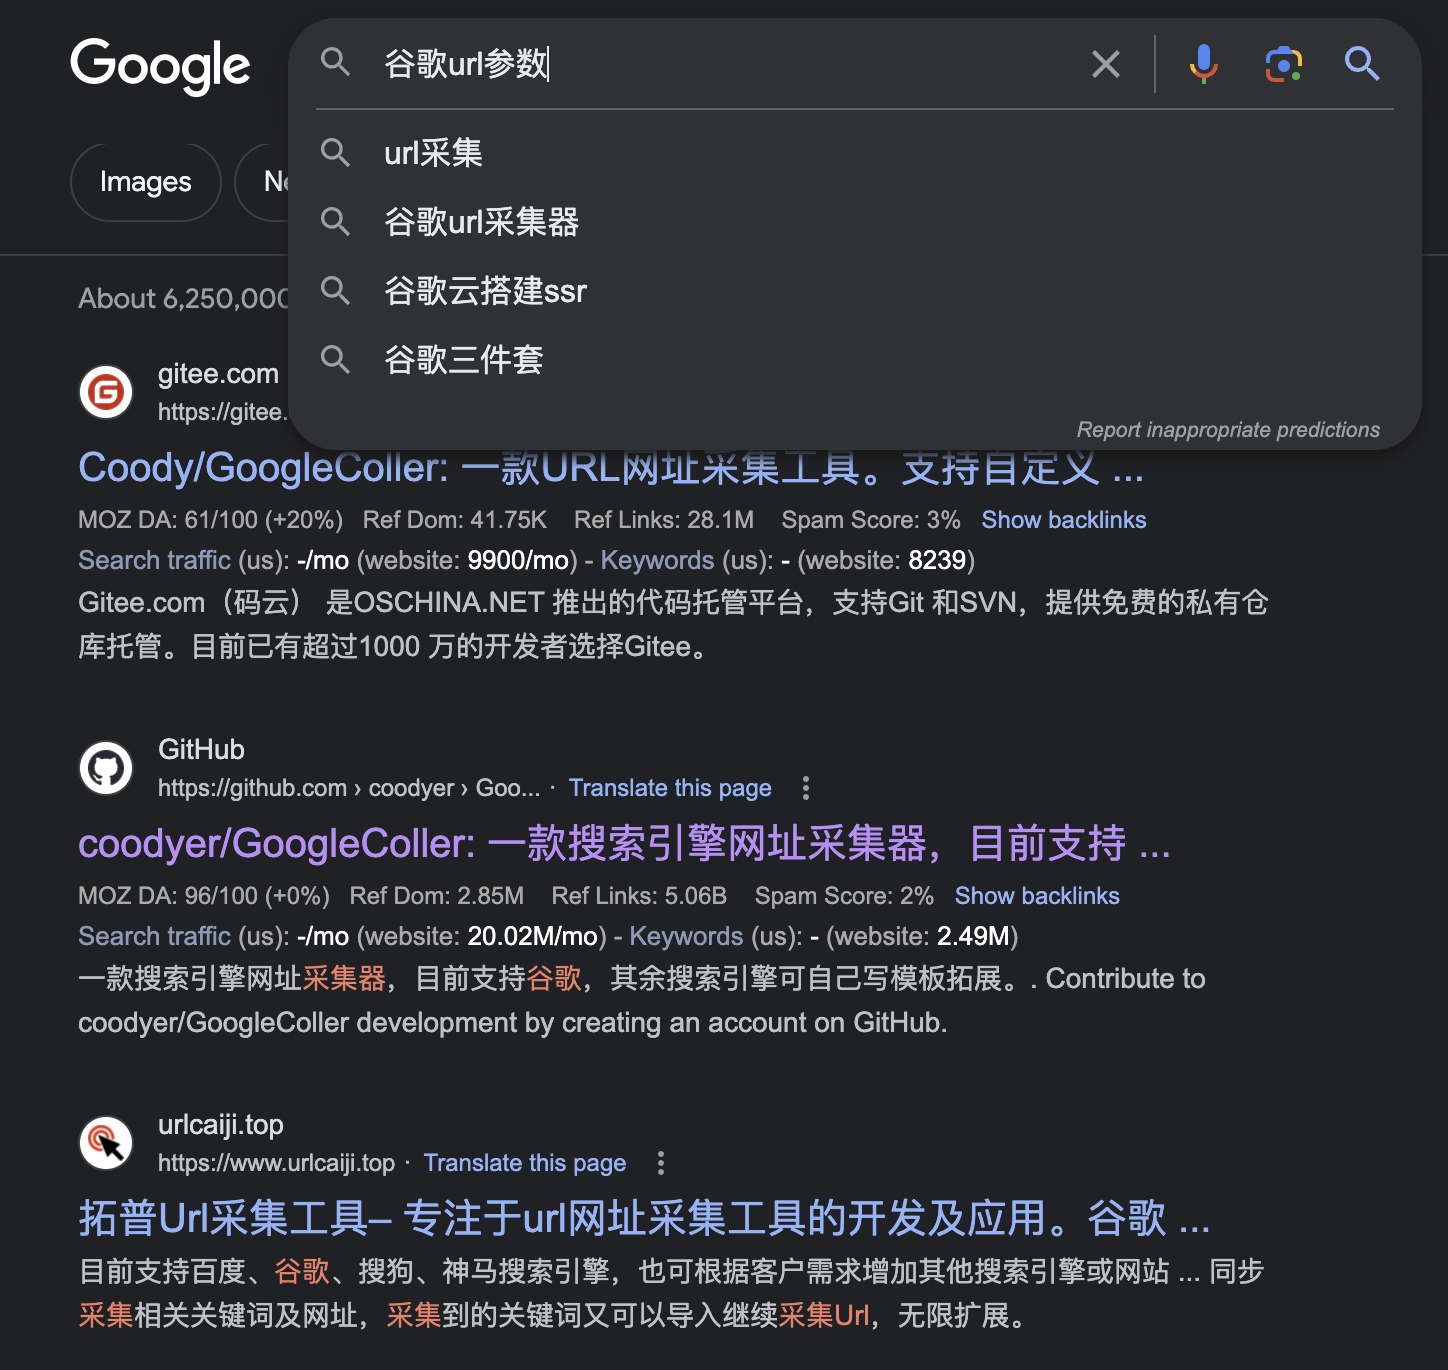 Google
谷歌url参数
url采集
谷歌url采集器
谷歌云搭建ssr
谷歌三件套
Report inappropriate predictions
Images
About 6,250,000
gitee.com
https://gitee.
Coody/GoogleColler: 一款URL网址采集工具。支持自定义 ...
MOZ DA: 61/100 (+20%) Ref Dom: 41.75K Ref Links: 28.1M Spam Score: 3% Show backlinks
Search traffic (us): -/mo (website: 9900/mo) - Keywords (us): - (website: 8239)
Gitee.com（码云） 是OSCHINA.NET 推出的代码托管平台，支持Git 和SVN，提供免费的私有仓
库托管。目前已有超过1000 万的开发者选择Gitee。
GitHub
https://github.com › coodyer › Goo... · Translate this page
coodyer/GoogleColler: 一款搜索引擎网址采集器，目前支持 ...
MOZ DA: 96/100 (+0%) Ref Dom: 2.85M Ref Links: 5.06B Spam Score: 2% Show backlinks
Search traffic (us): -/mo (website: 20.02M/mo) - Keywords (us): - (website: 2.49M)
一款搜索引擎网址采集器，目前支持谷歌，其余搜索引擎可自己写模板拓展。. Contribute to
coodyer/GoogleColler development by creating an account on GitHub.
urlcaiji.top
https://www.urlcaiji.top · Translate this page
拓普Url采集工具– 专注于url网址采集工具的开发及应用。谷歌 ...
目前支持百度、谷歌、搜狗、神马搜索引擎，也可根据客户需求增加其他搜索引擎或网站 ... 同步
采集相关关键词及网址，采集到的关键词又可以导入继续采集Url，无限扩展。